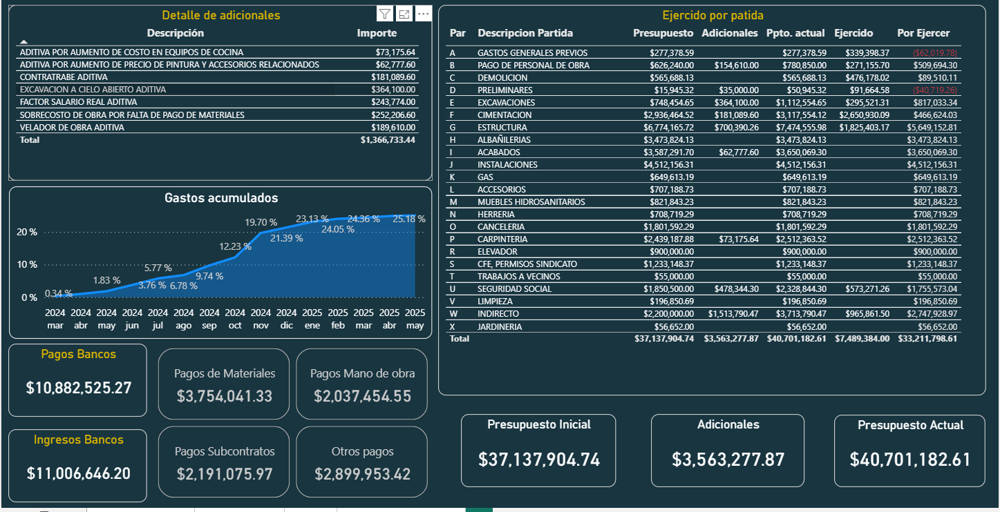 Detalle de adicionales
Descripción Importe
ADITIVA POR AUMENTO DE COSTO EN EQUIPOS DE COCINA $73,175.64
ADITIVA POR AUMENTO DE PRECIO DE PINTURA Y ACCESORIOS RELACIONADOS $62,777.60
CONTRATRABE ADITIVA $181,089.60
EXCAVACION A CIELO ABIERTO ADITIVA $364,100.00
FACTOR SALARIO REAL ADITIVA $243,774.00
SOBRECOSTO DE OBRA POR FALTA DE PAGO DE MATERIALES $252,206.60
VELADOR DE OBRA ADITIVA $189,610.00
Total $1,366,733.44
Gastos acumulados
20 %
10 %
0 %
0.34 %
1.83 %
3.76 %
5.77 %
6.78 %
9.74 %
12.23 %
19.70 %
21.39 %
23.13 %
24.05 %
24.36 %
25.18 %
2024 2024 2024 2024 2024 2024 2024 2024 2024 2024 2025 2025 2025 2025 2025
mar abr may jun jul ago sep oct nov dic ene feb mar abr may
Pagos Bancos
$10,882,525.27
Pagos de Materiales
$3,754,041.33
Pagos Mano de obra
$2,037,454.55
Ingresos Bancos
$11,006,646.20
Pagos Subcontratos
$2,191,075.97
Otros pagos
$2,899,953.42
Ejercido por patida
Par Descripcion Partida Presupuesto Adicionales Ppto. actual Ejercido Por Ejercer
A GASTOS GENERALES PREVIOS $277,378.59 $277,378.59 $339,398.37 ($62,019.78)
B PAGO DE PERSONAL DE OBRA $626,240.00 $154,610.00 $780,850.00 $271,155.70 $509,694.30
C DEMOLICION $565,688.13 $565,688.13 $476,178.02 $89,510.11
D PRELIMINARES $15,945.32 $35,000.00 $50,945.32 $91,664.58 ($40,719.26)
E EXCAVACIONES $748,454.65 $364,100.00 $1,112,554.65 $295,521.31 $817,033.34
F CIMENTACION $2,936,464.52 $181,089.60 $3,117,554.12 $2,650,930.09 $466,624.03
G ESTRUCTURA $6,774,165.72 $700,390.26 $7,474,555.98 $1,825,403.17 $5,649,152.81
H ALBAÑILERIAS $3,473,824.13 $3,473,824.13 $3,473,824.13
I ACABADOS $3,587,291.70 $62,777.60 $3,650,069.30 $3,650,069.30
J INSTALACIONES $4,512,156.31 $4,512,156.31 $4,512,156.31
K GAS $649,613.19 $649,613.19 $649,613.19
L ACCESORIOS $707,188.73 $707,188.73 $707,188.73
M MUEBLES HIDROSANITARIOS $821,843.23 $821,843.23 $821,843.23
N HERRERIA $708,719.29 $708,719.29 $708,719.29
O CANCELERIA $1,801,592.29 $1,801,592.29 $1,801,592.29
P CARPINTERIA $2,439,187.88 $73,175.64 $2,512,363.52 $2,512,363.52
R ELEVADOR $900,000.00 $900,000.00 $900,000.00
S CFE, PERMISOS SINDICATO $1,233,148.37 $1,233,148.37 $1,233,148.37
T TRABAJOS A VECINOS $55,000.00 $55,000.00 $55,000.00
U SEGURIDAD SOCIAL $1,850,500.00 $478,344.30 $2,328,844.30 $573,271.26 $1,755,573.04
V LIMPIEZA $196,850.69 $196,850.69 $196,850.69
W INDIRECTO $2,200,000.00 $1,513,790.47 $3,713,790.47 $965,861.50 $2,747,928.97
X JARDINERIA $56,652.00 $56,652.00 $56,652.00
Total $37,137,904.74 $3,563,277.87 $40,701,182.61 $7,489,384.00 $33,211,798.61
Presupuesto Inicial
$37,137,904.74
Adicionales
$3,563,277.87
Presupuesto Actual
$40,701,182.61